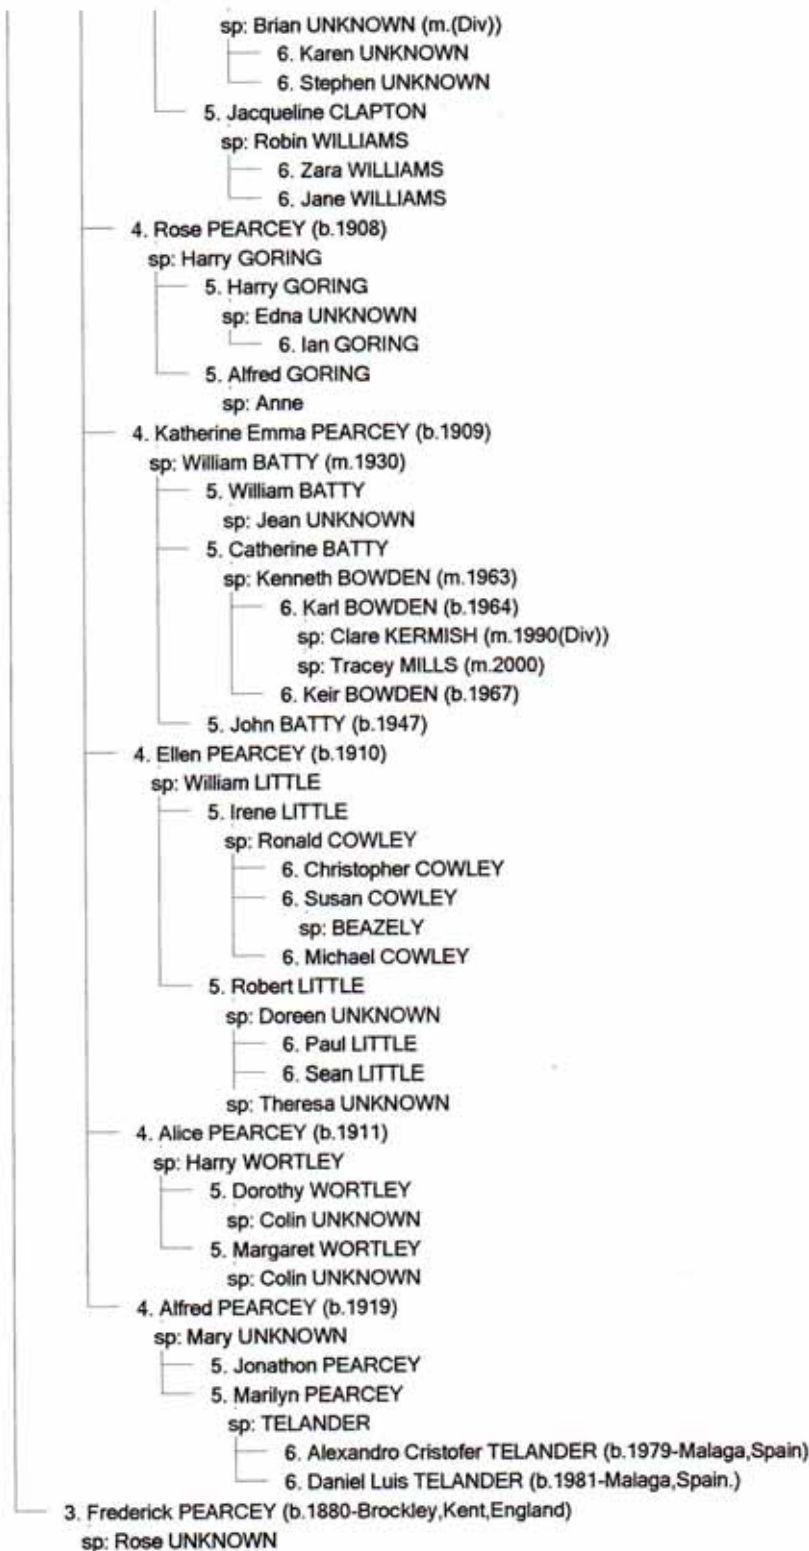 sp: Brian UNKNOWN (m.(Div))
6. Karen UNKNOWN
6. Stephen UNKNOWN
5. Jacqueline CLAPTON
sp: Robin WILLIAMS
6. Zara WILLIAMS
6. Jane WILLIAMS
4. Rose PEARCEY (b.1908)
sp: Harry GORING
5. Harry GORING
sp: Edna UNKNOWN
6. Ian GORING
5. Alfred GORING
sp: Anne
4. Katherine Emma PEARCEY (b.1909)
sp: William BATTY (m.1930)
5. William BATTY
sp: Jean UNKNOWN
5. Catherine BATTY
sp: Kenneth BOWDEN (m.1963)
6. Karl BOWDEN (b.1964)
sp: Clare KERMISH (m.1990(Div))
sp: Tracey MILLS (m.2000)
6. Keir BOWDEN (b.1967)
5. John BATTY (b.1947)
4. Ellen PEARCEY (b.1910)
sp: William LITTLE
5. Irene LITTLE
sp: Ronald COWLEY
6. Christopher COWLEY
6. Susan COWLEY
sp: BEAZELY
6. Michael COWLEY
5. Robert LITTLE
sp: Doreen UNKNOWN
6. Paul LITTLE
6. Sean LITTLE
sp: Theresa UNKNOWN
4. Alice PEARCEY (b.1911)
sp: Harry WORTLEY
5. Dorothy WORTLEY
sp: Colin UNKNOWN
5. Margaret WORTLEY
sp: Colin UNKNOWN
4. Alfred PEARCEY (b.1919)
sp: Mary UNKNOWN
5. Jonathon PEARCEY
5. Marilyn PEARCEY
sp: TELANDER
6. Alexandro Cristofer TELANDER (b.1979-Malaga,Spain)
6. Daniel Luis TELANDER (b.1981-Malaga,Spain.)
3. Frederick PEARCEY (b.1880-Brockley,Kent,England)
sp: Rose UNKNOWN